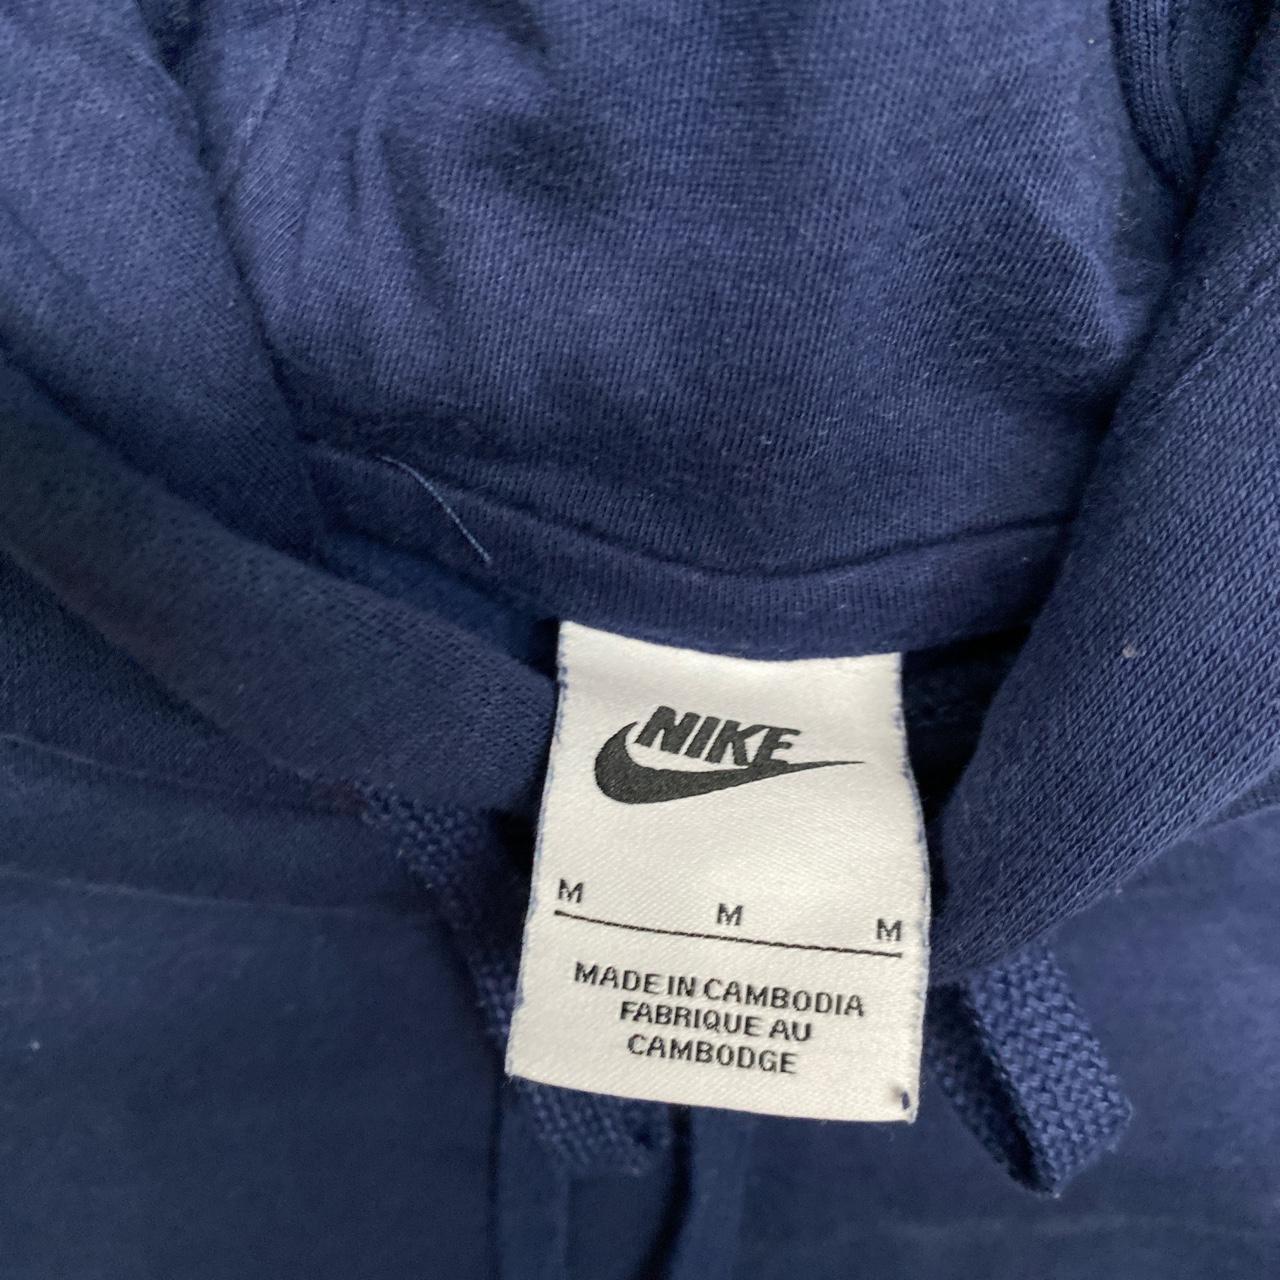 NIKE
M M M
MADE IN CAMBODIA
FABRIQUE AU
CAMBODGE